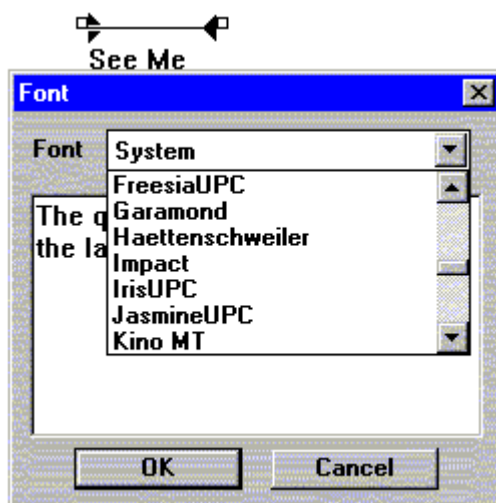 See Me
Font
Font System
FreesiaUPC
Garamond
Haettenschweiler
Impact
IrisUPC
JasmineUPC
Kino MT
The q
the la
OK Cancel